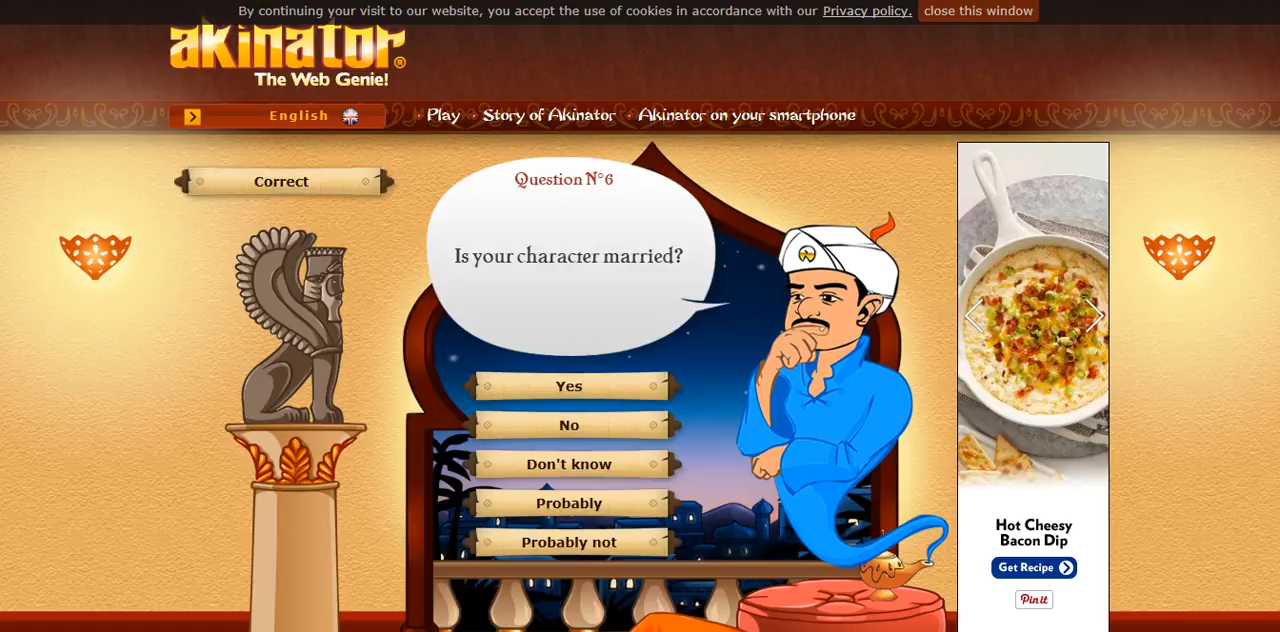 By continuing your visit to our website, you accept the use of cookies in accordance with our Privacy policy. close this window
akinator®
The Web Genie!
English
Play Story of Akinator Akinator on your smartphone
Correct
Question N°6
Is your character married?
Yes
No
Don't know
Probably
Probably not
Hot Cheesy
Bacon Dip
Get Recipe
Pin it